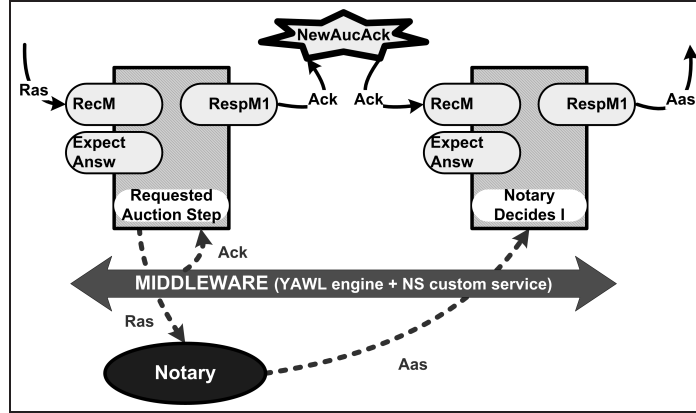 NewAucAck
Ras
RecM
RespM1
Ack
Ack
RecM
RespM1
Aas
Expect
Answ
Expect
Answ
Requested
Auction Step
Notary
Decides I
Ack
MIDDLEWARE (YAWL engine + NS custom service)
Ras
Notary
Aas